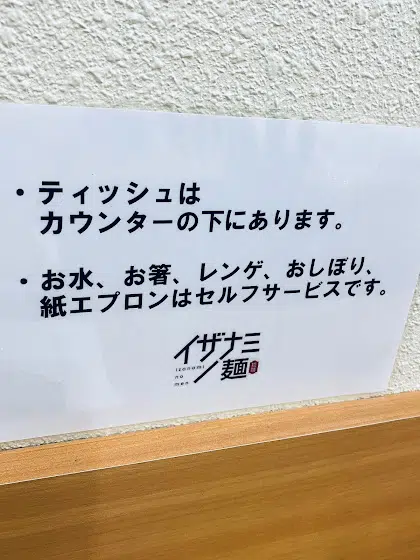 ・ティッシュは
カウンターの下にあります。
・お水、お箸、レンゲ、おしぼり、
紙エプロンはセルフサービスです。
イザナミ
ノ麺
izanami
no
men